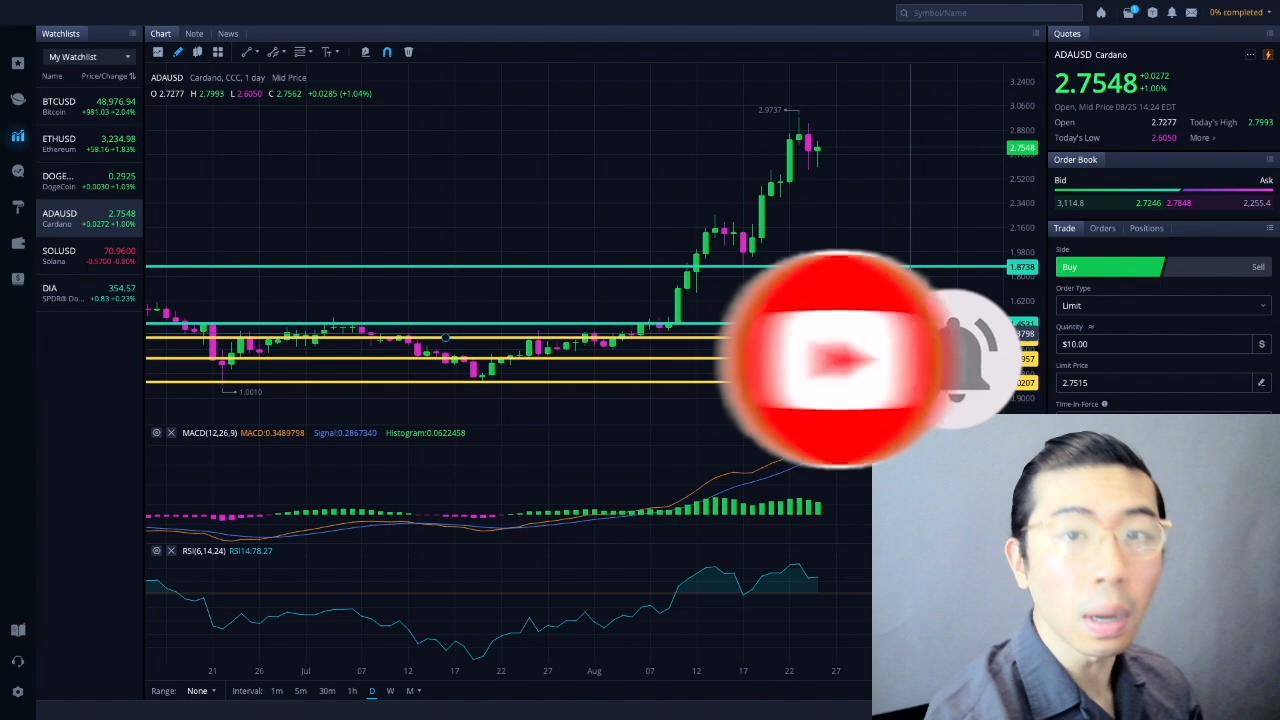 Symbol/Name
1
0% completed
Watchlists
My Watchlist
Name Price/Change
BTCUSD 48,976.94
Bitcoin +981.03 +2.04%
ETHUSD 3,234.98
Ethereum +58.16 +1.83%
DOGE... 0.2925
DogeCoin +0.0030 +1.03%
ADAUSD 2.7548
Cardano +0.0272 +1.00%
SOLUSD 70.9600
Solana -0.5700 -0.80%
DIA 354.57
SPDR® Do... +0.83 +0.23%
Chart Note News
ADAUSD Cardano, CCC, 1 day Mid Price
O 2.7277 H 2.7993 L 2.6050 C 2.7562 +0.0285 (+1.04%)
2.9737
1.0010
3.2400
3.0600
2.8800
2.7548
2.5200
2.3400
2.1600
1.9800
1.8738
1.6200
MACD(12,26,9) MACD:0.3489798 Signal:0.2867340 Histogram:0.0622458
RSI(6,14,24) RSI14:78.27
21 26 Jul 07 12 17 22 27 Aug 07 12 17 22 27
Range: None Interval: 1m 5m 30m 1h D W M
Quotes
ADAUSD Cardano
2.7548 +0.0272
+1.00%
Open, Mid Price 08/25 14:24 EDT
Open 2.7277 Today's High 2.7993
Today's Low 2.6050 More ›
Order Book
Bid Ask
3,114.8 2.7246 2.7848 2,255.4
Trade Orders Positions
Side
Buy Sell
Order Type
Limit
Quantity
$10.00 $
Limit Price
2.7515
Time-In-Force